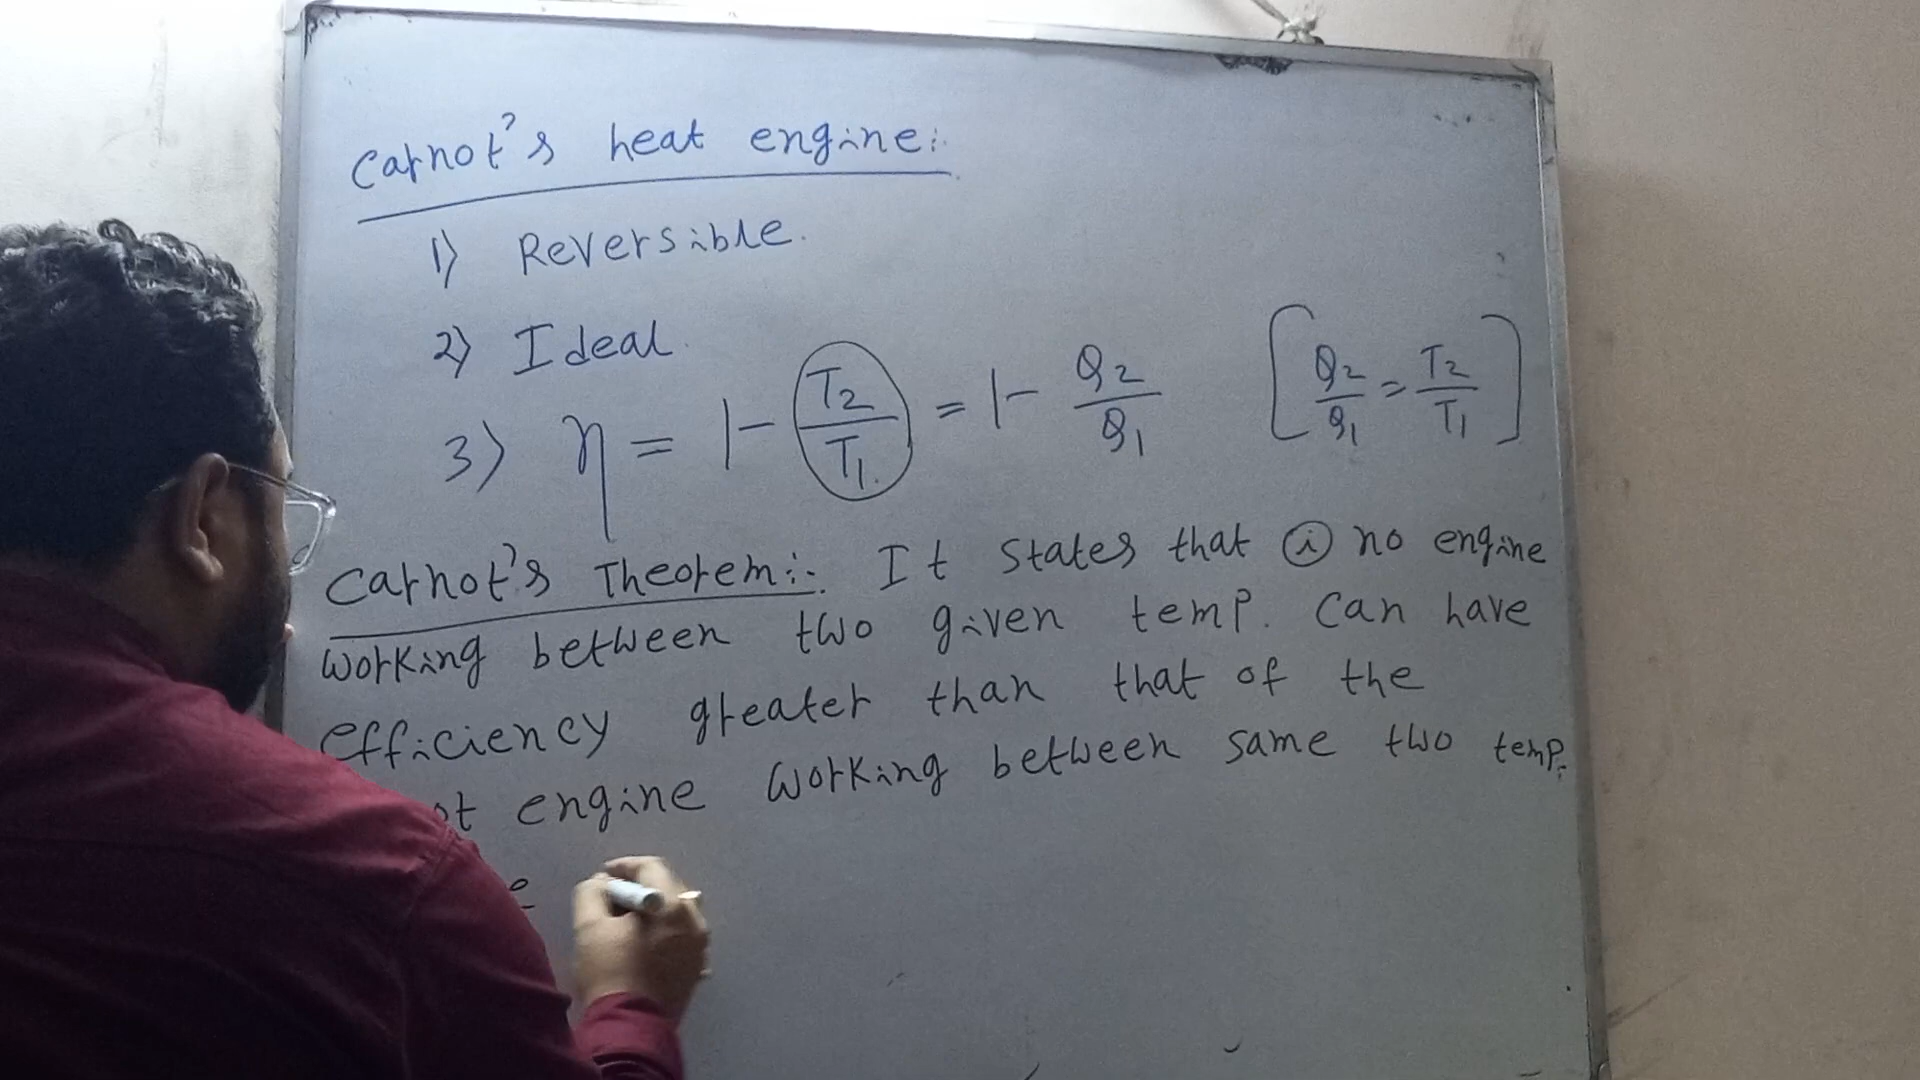 Carnot's heat engine:
1) Reversible.
2) Ideal.
3) η = 1 - T2/T1 = 1 - Q2/Q1 [Q2/Q1 = T2/T1]
Carnot's Theorem:- It states that (i) no engine
working between two given temp. can have
efficiency greater than that of the
engine working between same two temp.